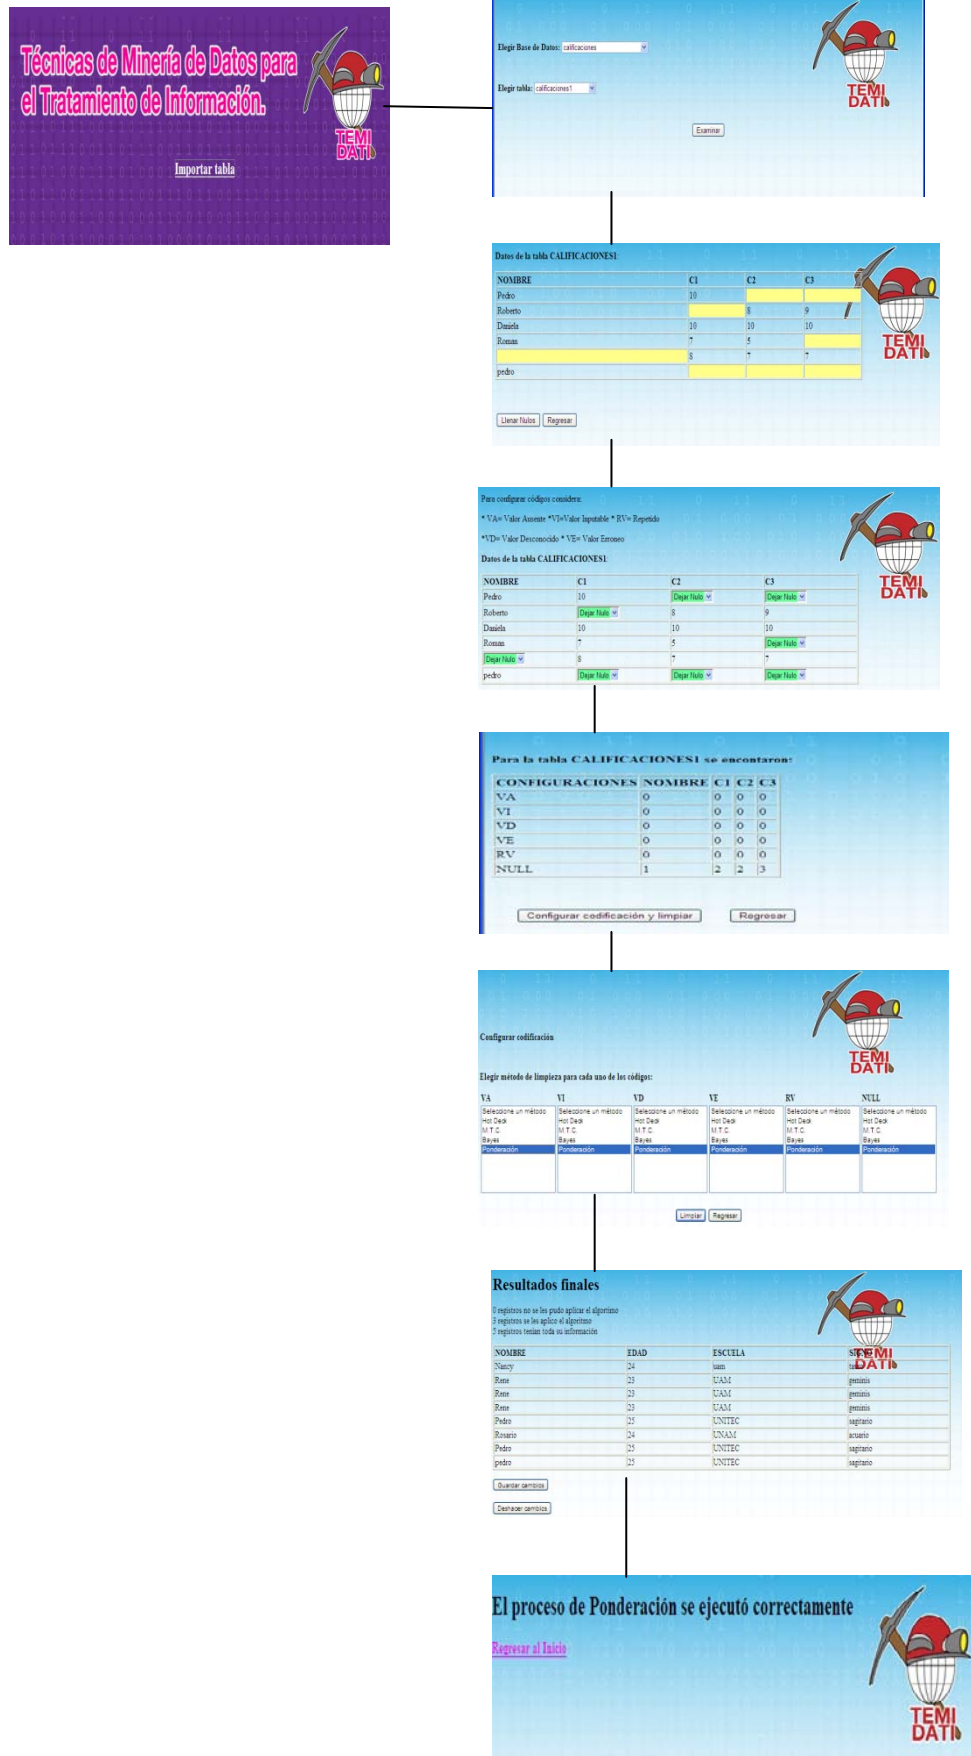 Técnicas de Minería de Datos para
el Tratamiento de Información.
TEMI
DATI
Importar tabla
Elegir Base de Datos: calificaciones
Elegir tabla: calificaciones1
Examinar
TEMI
DATI
Datos de la tabla CALIFICACIONES1:
NOMBRE C1 C2 C3
Pedro 10
Roberto 8 9
Daniela 10 10 10
Roman 7 5
8 7 7
pedro
Llenar Nulos Regresar
TEMI
DATI
Para configurar códigos considera:
* VA= Valor Ausente *VI=Valor Inputable * RV= Repetido
*VD= Valor Desconocido * VE= Valor Erroneo
Datos de la tabla CALIFICACIONES1:
NOMBRE C1 C2 C3
Pedro 10 Dejar Nulo Dejar Nulo
Roberto Dejar Nulo 8 9
Daniela 10 10 10
Roman 7 5 Dejar Nulo
Dejar Nulo 8 7 7
pedro Dejar Nulo Dejar Nulo Dejar Nulo
TEMI
DATI
Para la tabla CALIFICACIONES1 se encontaron:
CONFIGURACIONES NOMBRE C1 C2 C3
VA 0 0 0 0
VI 0 0 0 0
VD 0 0 0 0
VE 0 0 0 0
RV 0 0 0 0
NULL 1 2 2 3
Configurar codificación y limpiar Regresar
TEMI
DATI
Configurar codificación
Elegir método de limpieza para cada uno de los códigos:
VA VI VD VE RV NULL
Seleccione un método Seleccione un método Seleccione un método Seleccione un método Seleccione un método Seleccione un método
Hot Deck Hot Deck Hot Deck Hot Deck Hot Deck Hot Deck
M.T.C. M.T.C. M.T.C. M.T.C. M.T.C. M.T.C.
Bayes Bayes Bayes Bayes Bayes Bayes
Ponderación Ponderación Ponderación Ponderación Ponderación Ponderación
Limpiar Regresar
Resultados finales
0 registros no se les pudo aplicar el algortimo
3 registros se les aplico el algoritmo
5 registros tenian toda su información
NOMBRE EDAD ESCUELA SIGNO
Nancy 24 uam
Rene 23 UAM geminis
Rene 23 UAM geminis
Rene 23 UAM geminis
Pedro 25 UNITEC sagitario
Rosario 24 UNAM acuario
Pedro 25 UNITEC sagitario
pedro 25 UNITEC sagitario
TEMI
DATI
Guardar cambios
Deshacer cambios
El proceso de Ponderación se ejecutó correctamente
Regresar al Inicio
TEMI
DATI